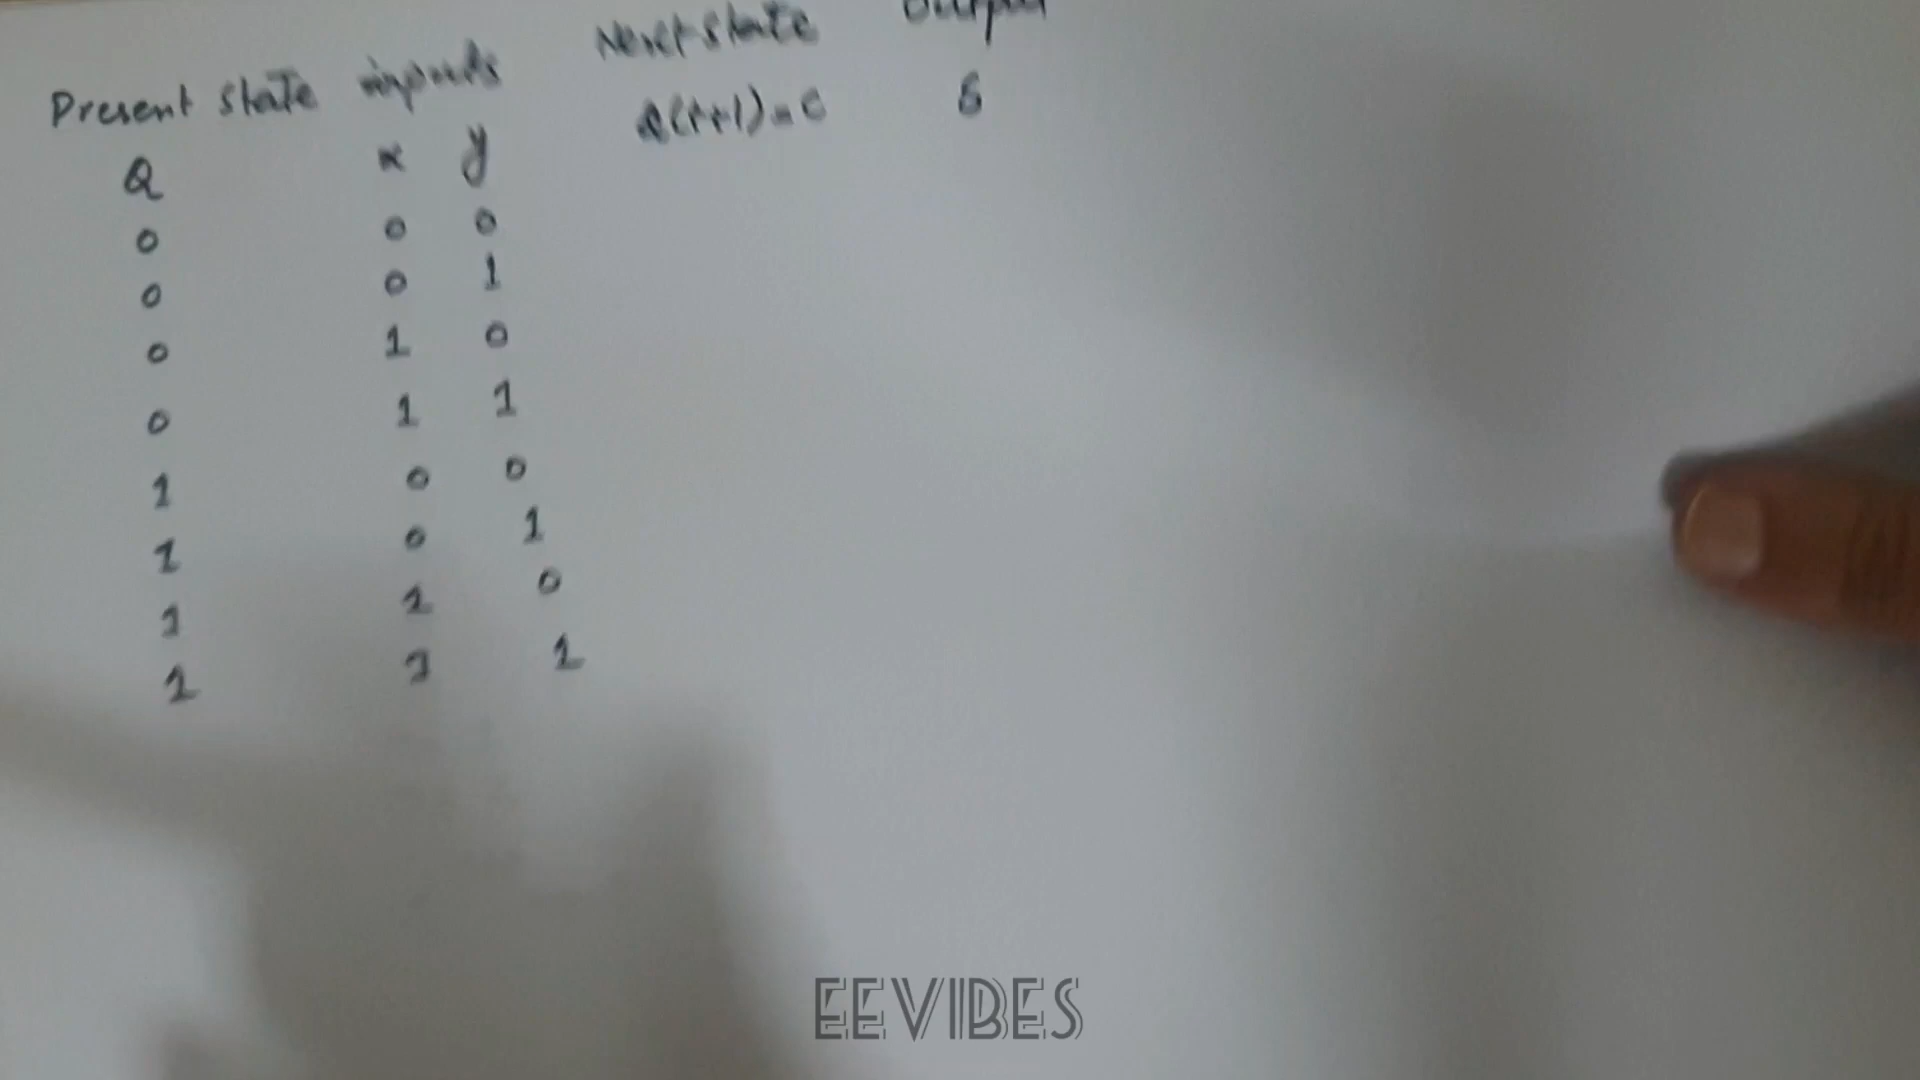 Next state Output
Present state inputs
Q x y Q(t+1)=C S
0 0 0
0 0 1
0 1 0
0 1 1
1 0 0
1 0 1
1 1 0
1 1 1
EEVIBES